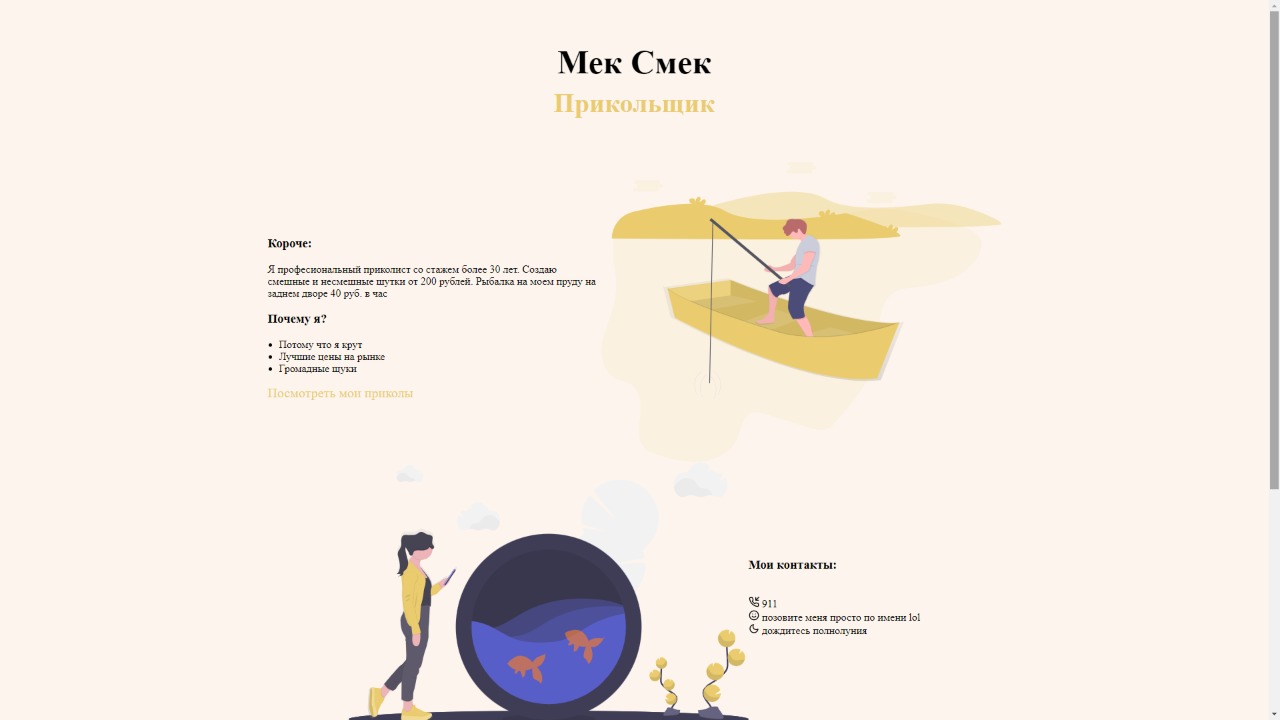 Мек Смек
Прикольщик
Короче:
Я професиональный приколист со стажем более 30 лет. Создаю
смешные и несмешные шутки от 200 рублей. Рыбалка на моем пруду на
заднем дворе 40 руб. в час
Почему я?
Потому что я крут
Лучшие цены на рынке
Громадные щуки
Посмотреть мои приколы
Мои контакты:
911
позовите меня просто по имени lol
дождитесь полнолуния